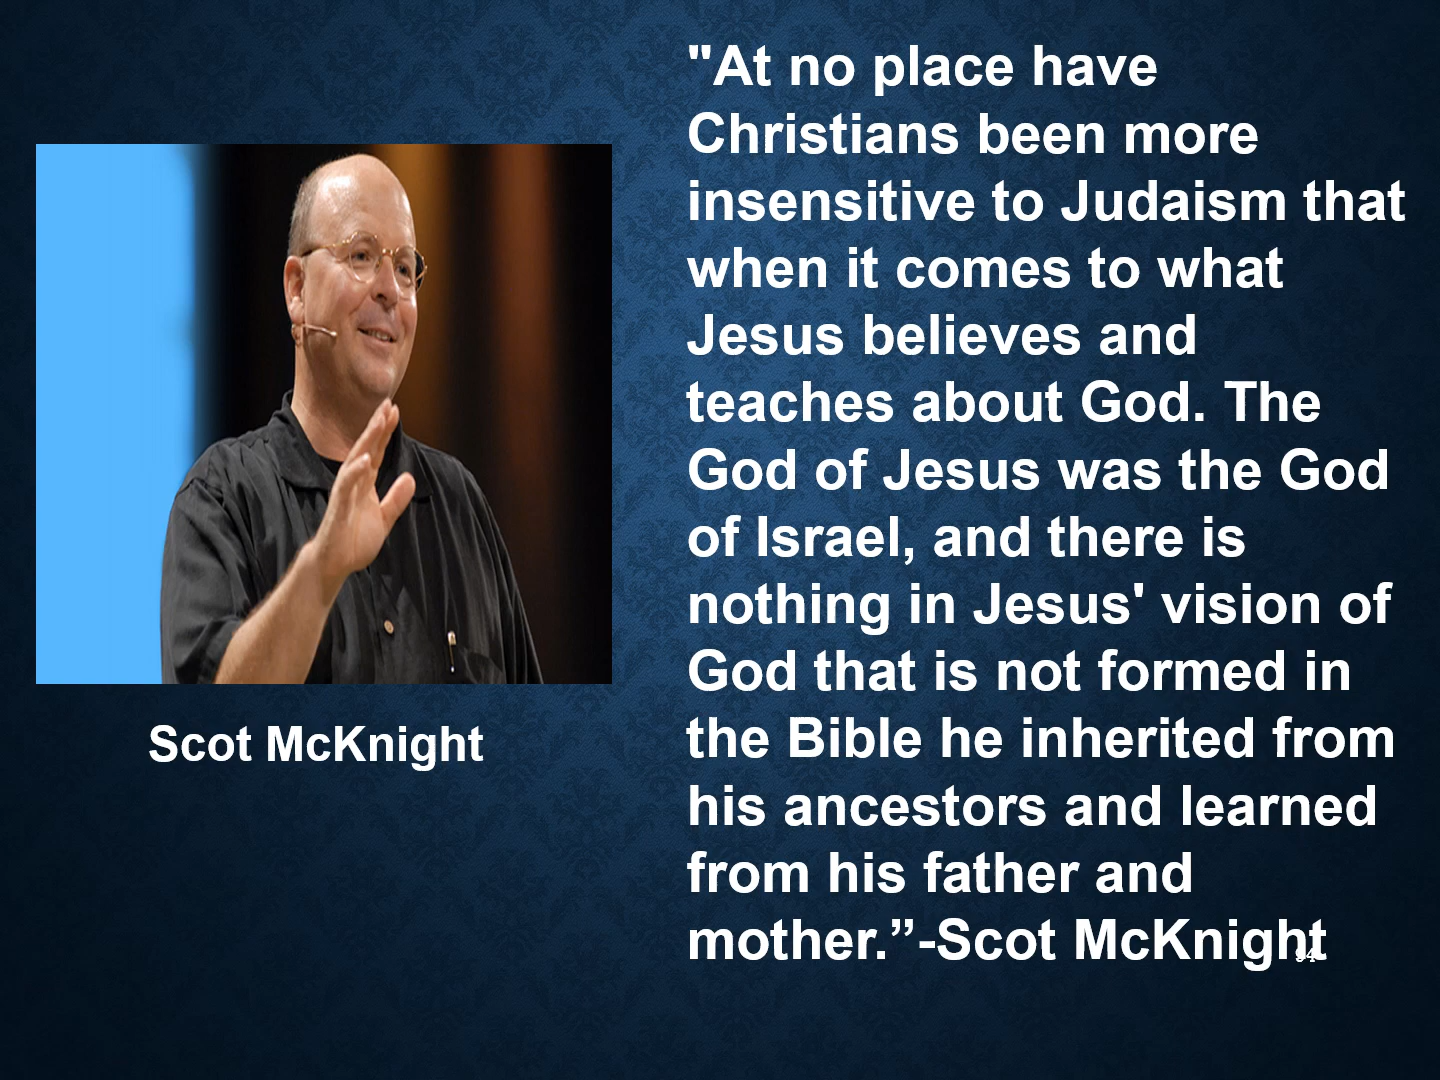 "At no place have
Christians been more
insensitive to Judaism that
when it comes to what
Jesus believes and
teaches about God. The
God of Jesus was the God
of Israel, and there is
nothing in Jesus' vision of
God that is not formed in
the Bible he inherited from
his ancestors and learned
from his father and
mother.”-Scot McKnight
94
Scot McKnight